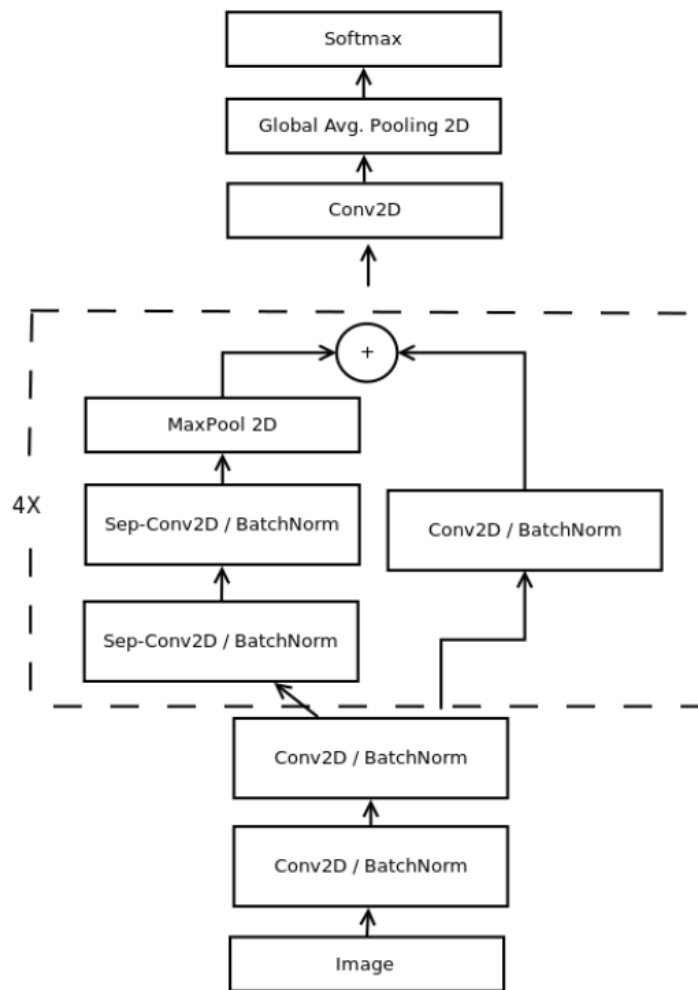 Softmax
Global Avg. Pooling 2D
Conv2D
+
MaxPool 2D
4X
Sep-Conv2D / BatchNorm
Conv2D / BatchNorm
Sep-Conv2D / BatchNorm
Conv2D / BatchNorm
Conv2D / BatchNorm
Image